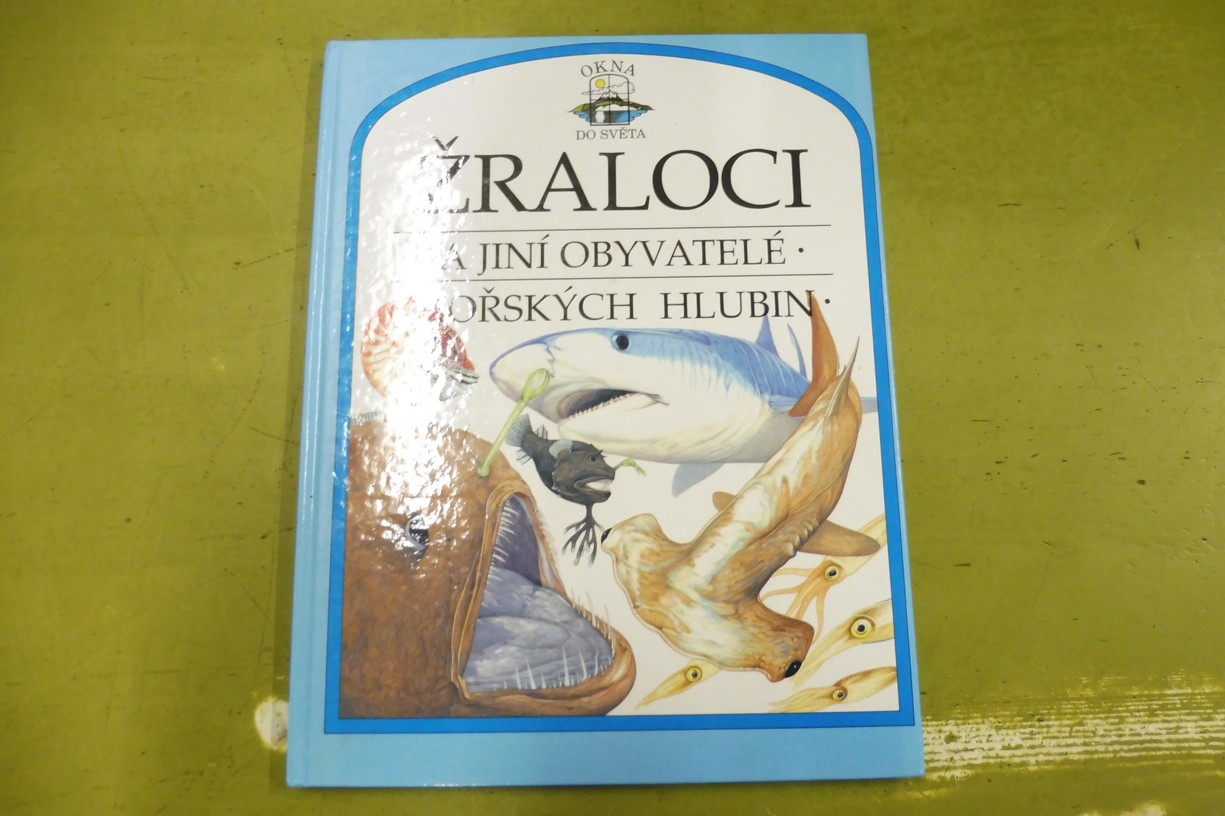 OKNA
DO SVĚTA
ŽRALOCI
A JINÍ OBYVATELÉ •
MOŘSKÝCH HLUBIN •